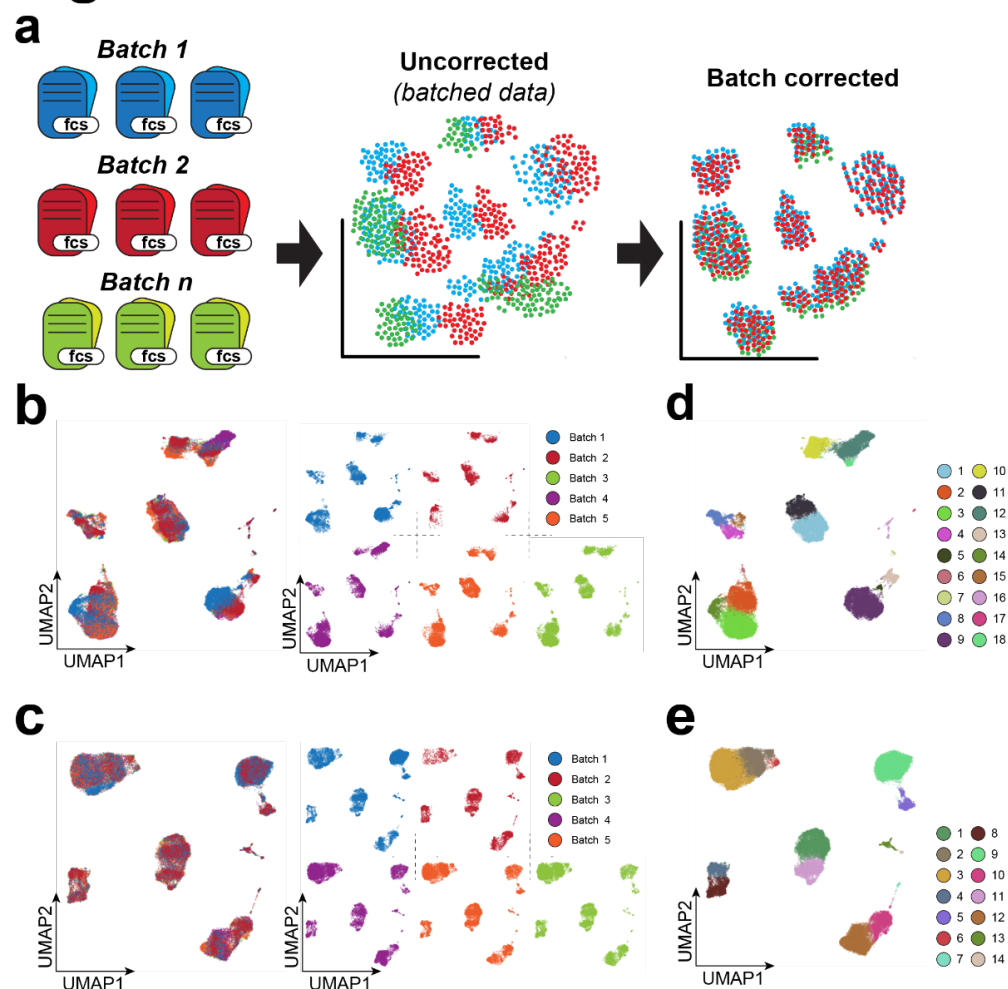 a
Batch 1
fcs
fcs
fcs
Batch 2
fcs
fcs
fcs
Batch n
fcs
fcs
fcs
Uncorrected
(batched data)
Batch corrected
b
UMAP2
UMAP1
UMAP2
UMAP1
Batch 1
Batch 2
Batch 3
Batch 4
Batch 5
d
UMAP2
UMAP1
1 10
2 11
3 12
4 13
5 14
6 15
7 16
8 17
9 18
c
UMAP2
UMAP1
UMAP2
UMAP1
Batch 1
Batch 2
Batch 3
Batch 4
Batch 5
e
UMAP2
UMAP1
1 8
2 9
3 10
4 11
5 12
6 13
7 14